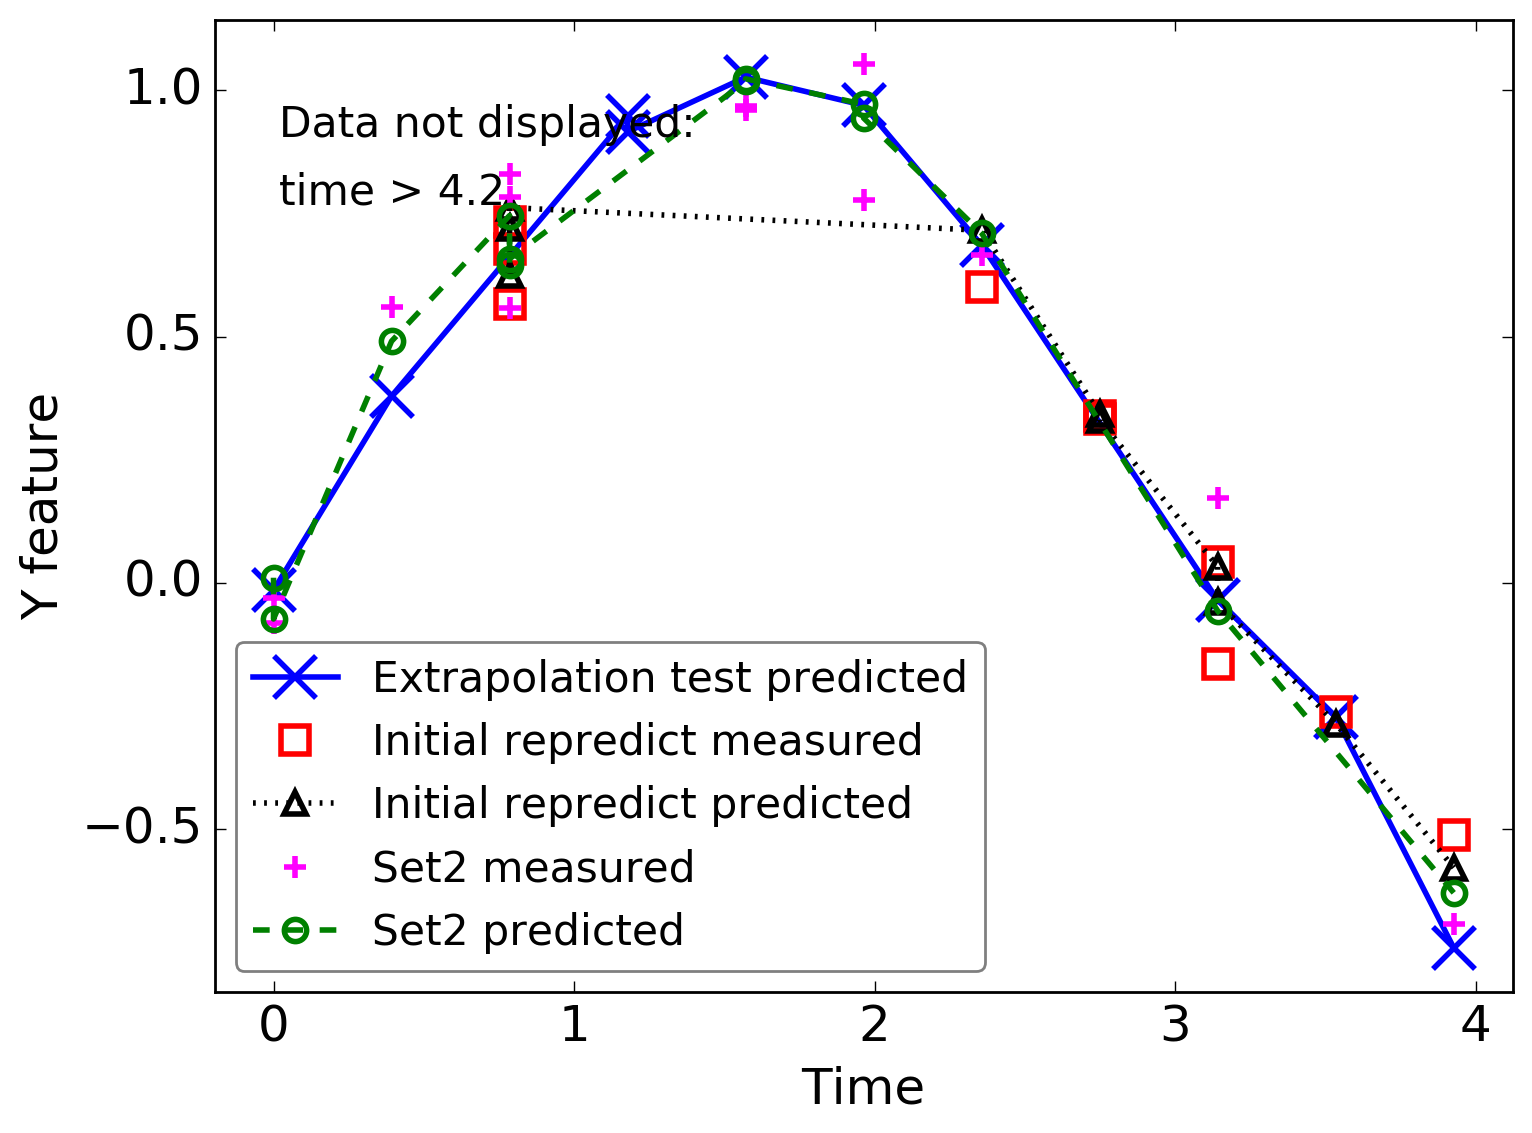 1.0
0.5
0.0
−0.5
Y feature
Data not displayed:
time > 4.2
Extrapolation test predicted
Initial repredict measured
Initial repredict predicted
Set2 measured
Set2 predicted
0 1 2 3 4
Time